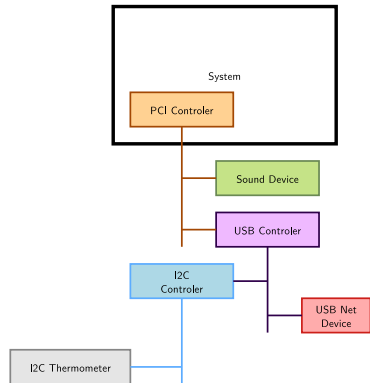 System
PCI Controler
Sound Device
USB Controler
I2C
Controler
USB Net
Device
I2C Thermometer